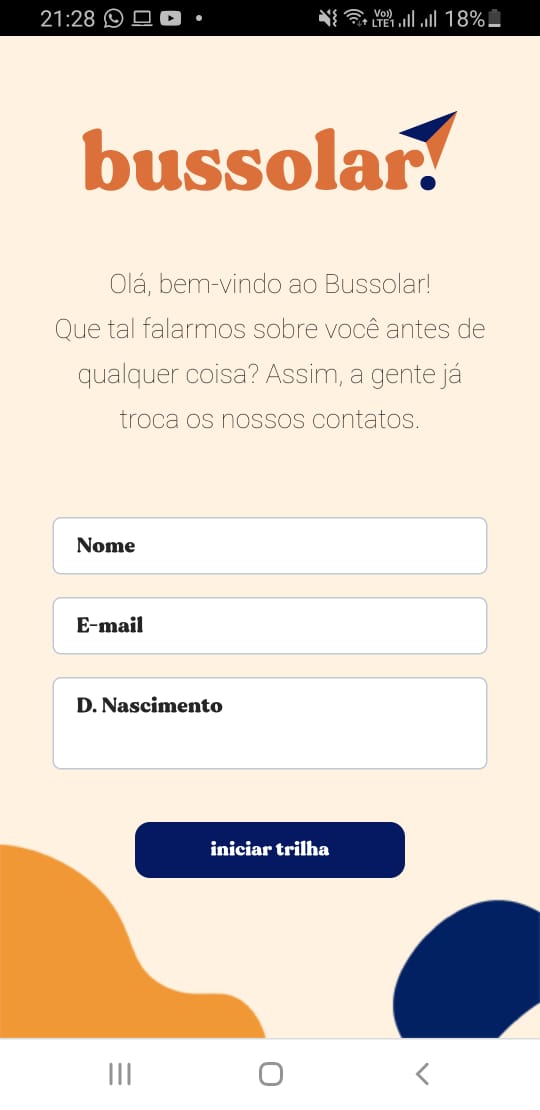 21:28
Vo)) LTE1 18%
bussolar!
Olá, bem-vindo ao Bussolar!
Que tal falarmos sobre você antes de
qualquer coisa? Assim, a gente já
troca os nossos contatos.
Nome
E-mail
D. Nascimento
iniciar trilha